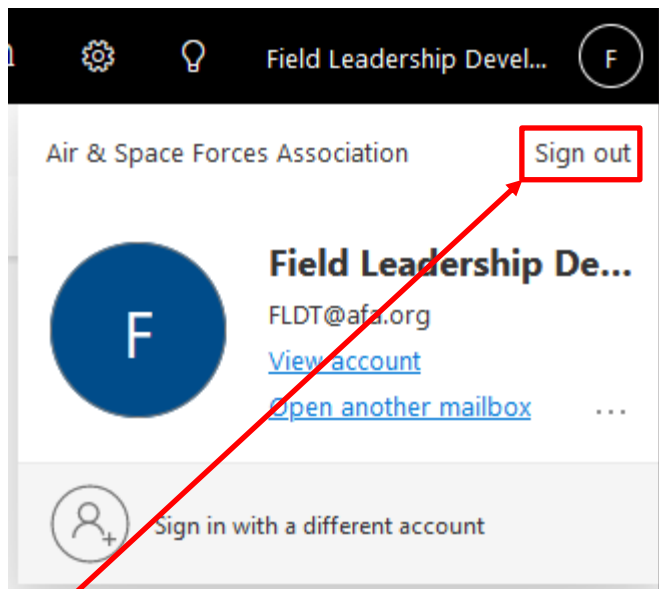 Field Leadership Devel... F
Air & Space Forces Association Sign out
F
Field Leadership De...
FLDT@afa.org
View account
Open another mailbox ...
Sign in with a different account